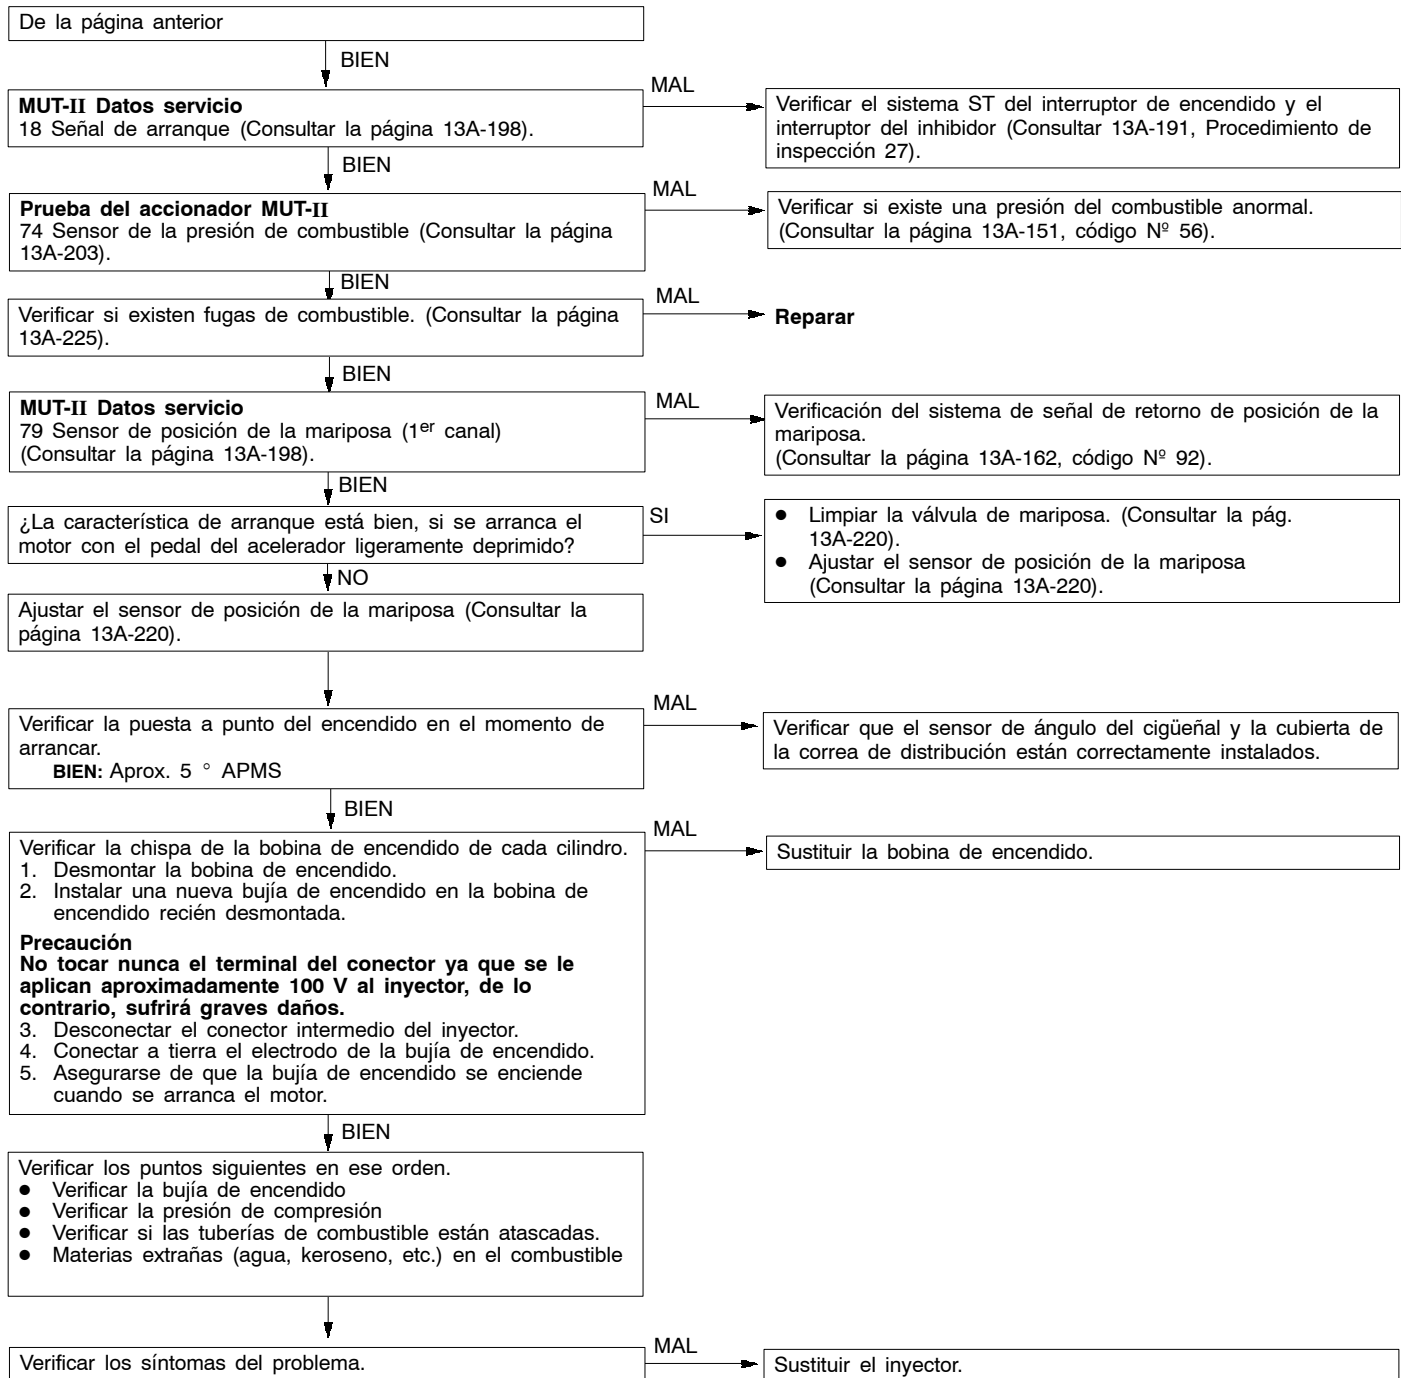 De la página anterior
BIEN
MUT-II Datos servicio
18 Señal de arranque (Consultar la página 13A-198).
MAL
Verificar el sistema ST del interruptor de encendido y el
interruptor del inhibidor (Consultar 13A-191, Procedimiento de
inspección 27).
BIEN
Prueba del accionador MUT-II
74 Sensor de la presión de combustible (Consultar la página
13A-203).
MAL
Verificar si existe una presión del combustible anormal.
(Consultar la página 13A-151, código Nº 56).
BIEN
Verificar si existen fugas de combustible. (Consultar la página
13A-225).
MAL
Reparar
BIEN
MUT-II Datos servicio
79 Sensor de posición de la mariposa (1er canal)
(Consultar la página 13A-198).
MAL
Verificación del sistema de señal de retorno de posición de la
mariposa.
(Consultar la página 13A-162, código Nº 92).
BIEN
¿La característica de arranque está bien, si se arranca el
motor con el pedal del acelerador ligeramente deprimido?
SI
● Limpiar la válvula de mariposa. (Consultar la pág.
13A-220).
● Ajustar el sensor de posición de la mariposa
(Consultar la página 13A-220).
NO
Ajustar el sensor de posición de la mariposa (Consultar la
página 13A-220).
Verificar la puesta a punto del encendido en el momento de
arrancar.
BIEN: Aprox. 5 ° APMS
MAL
Verificar que el sensor de ángulo del cigüeñal y la cubierta de
la correa de distribución están correctamente instalados.
BIEN
Verificar la chispa de la bobina de encendido de cada cilindro.
1. Desmontar la bobina de encendido.
2. Instalar una nueva bujía de encendido en la bobina de
encendido recién desmontada.
Precaución
No tocar nunca el terminal del conector ya que se le
aplican aproximadamente 100 V al inyector, de lo
contrario, sufrirá graves daños.
3. Desconectar el conector intermedio del inyector.
4. Conectar a tierra el electrodo de la bujía de encendido.
5. Asegurarse de que la bujía de encendido se enciende
cuando se arranca el motor.
MAL
Sustituir la bobina de encendido.
BIEN
Verificar los puntos siguientes en ese orden.
● Verificar la bujía de encendido
● Verificar la presión de compresión
● Verificar si las tuberías de combustible están atascadas.
● Materias extrañas (agua, keroseno, etc.) en el combustible
Verificar los síntomas del problema.
MAL
Sustituir el inyector.